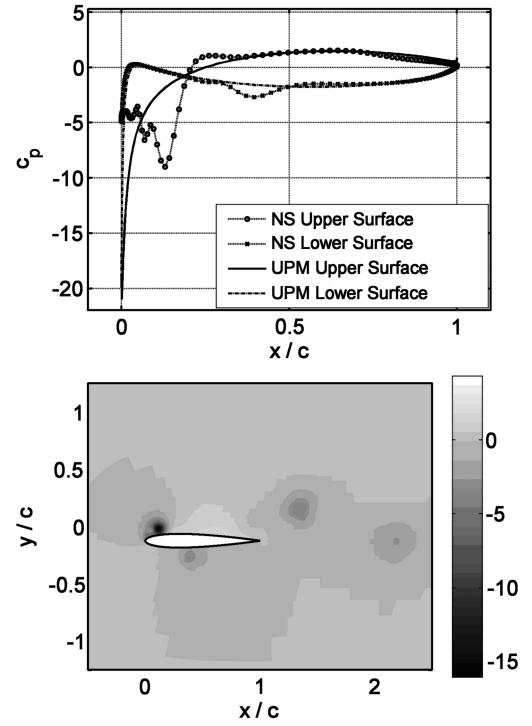 5
0
-5
-10
-15
-20
c_p
NS Upper Surface
NS Lower Surface
UPM Upper Surface
UPM Lower Surface
0
0.5
1
x / c
1
0.5
0
-0.5
-1
y / c
0
1
2
x / c
0
-5
-10
-15